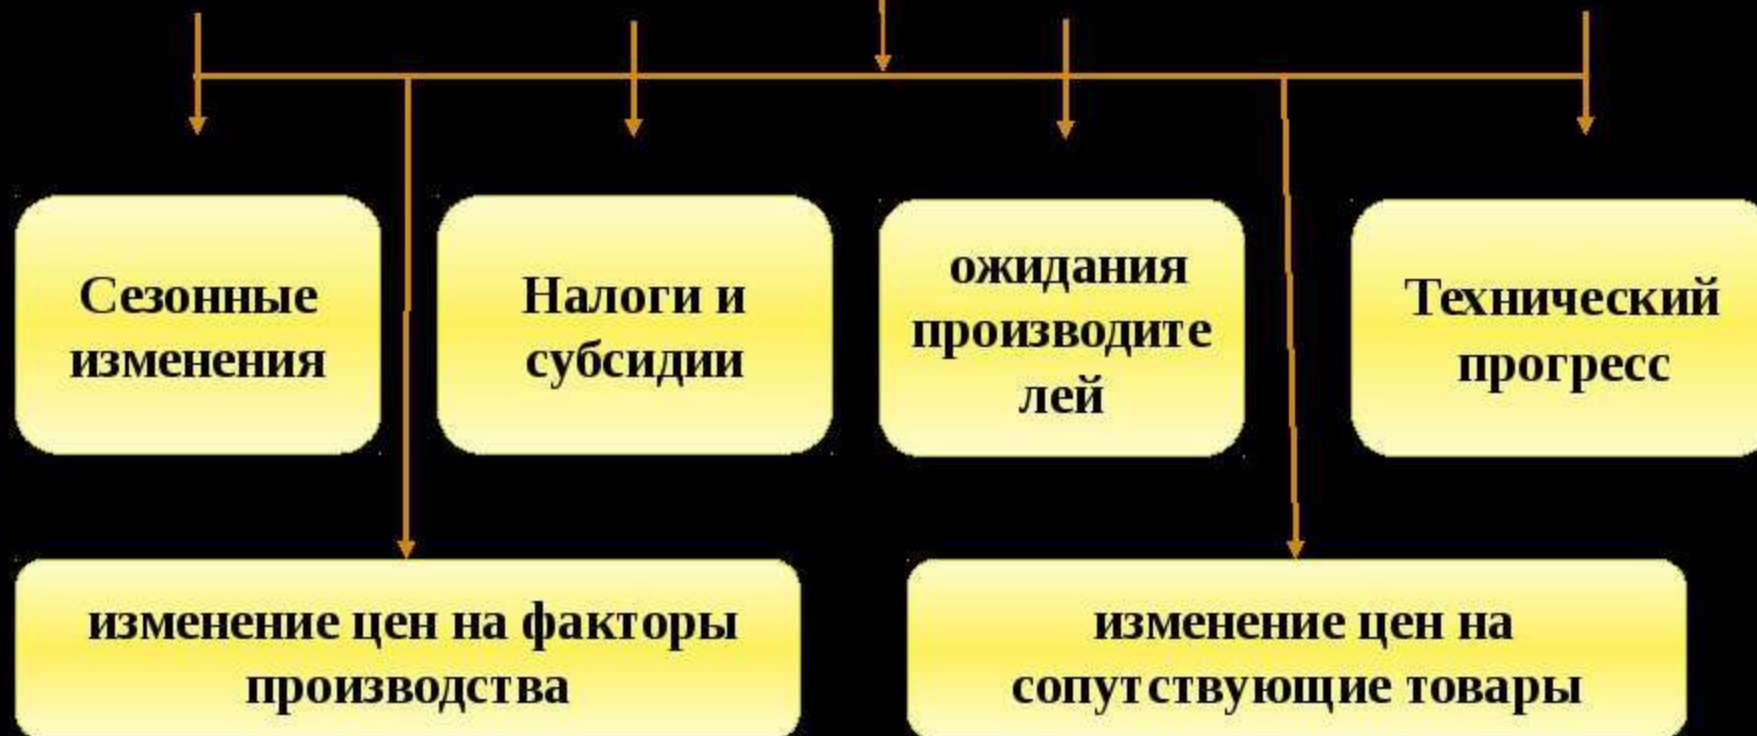 Сезонные
изменения
Налоги и
субсидии
ожидания
производите
лей
Технический
прогресс
изменение цен на факторы
производства
изменение цен на
сопутствующие товары